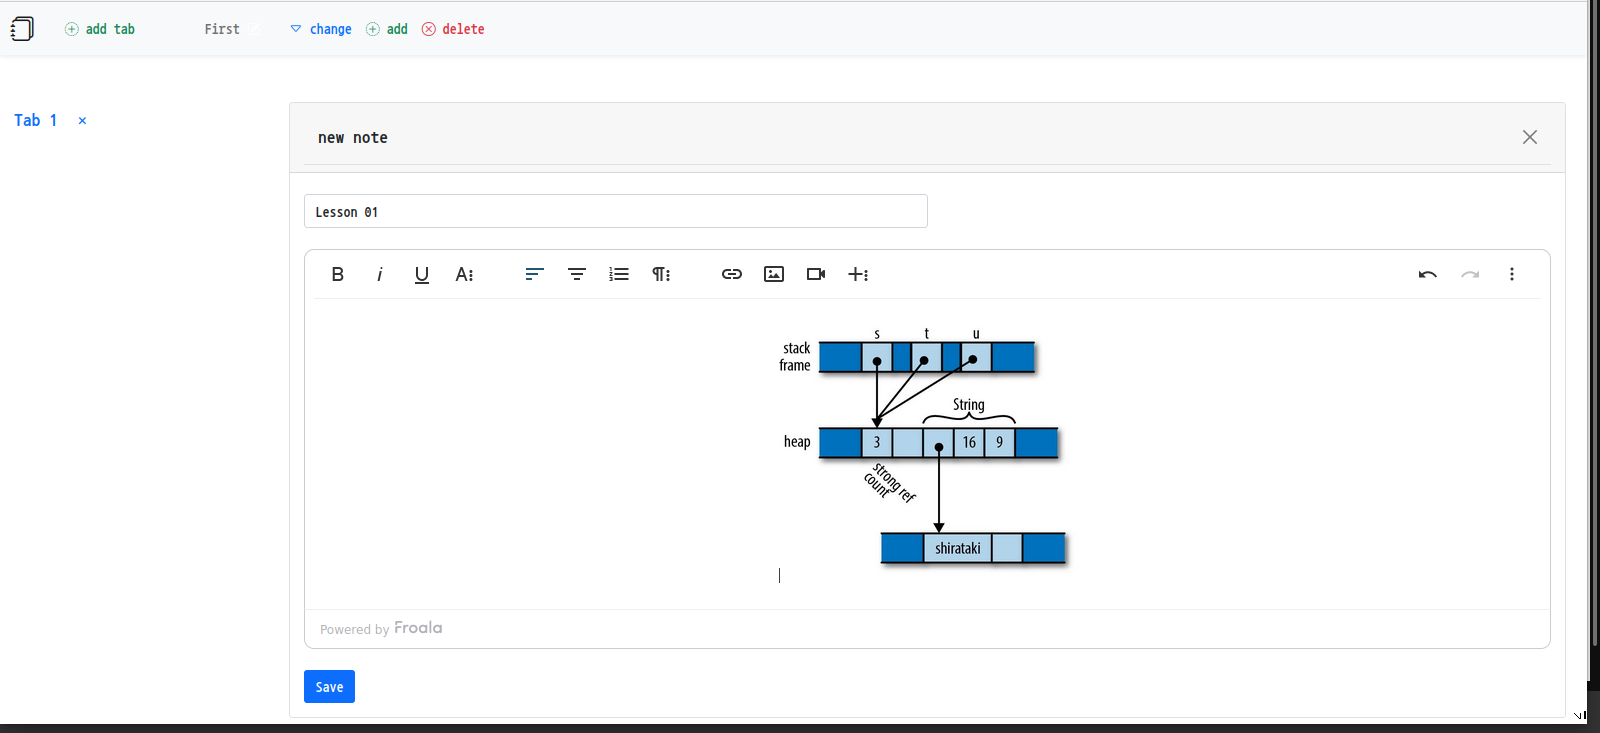 add tab First change add delete
Tab 1 ×
new note
Lesson 01
B i U A
s t u
stack
frame
String
heap 3 16 9
strong ref
count
shirataki
Powered by Froala
Save